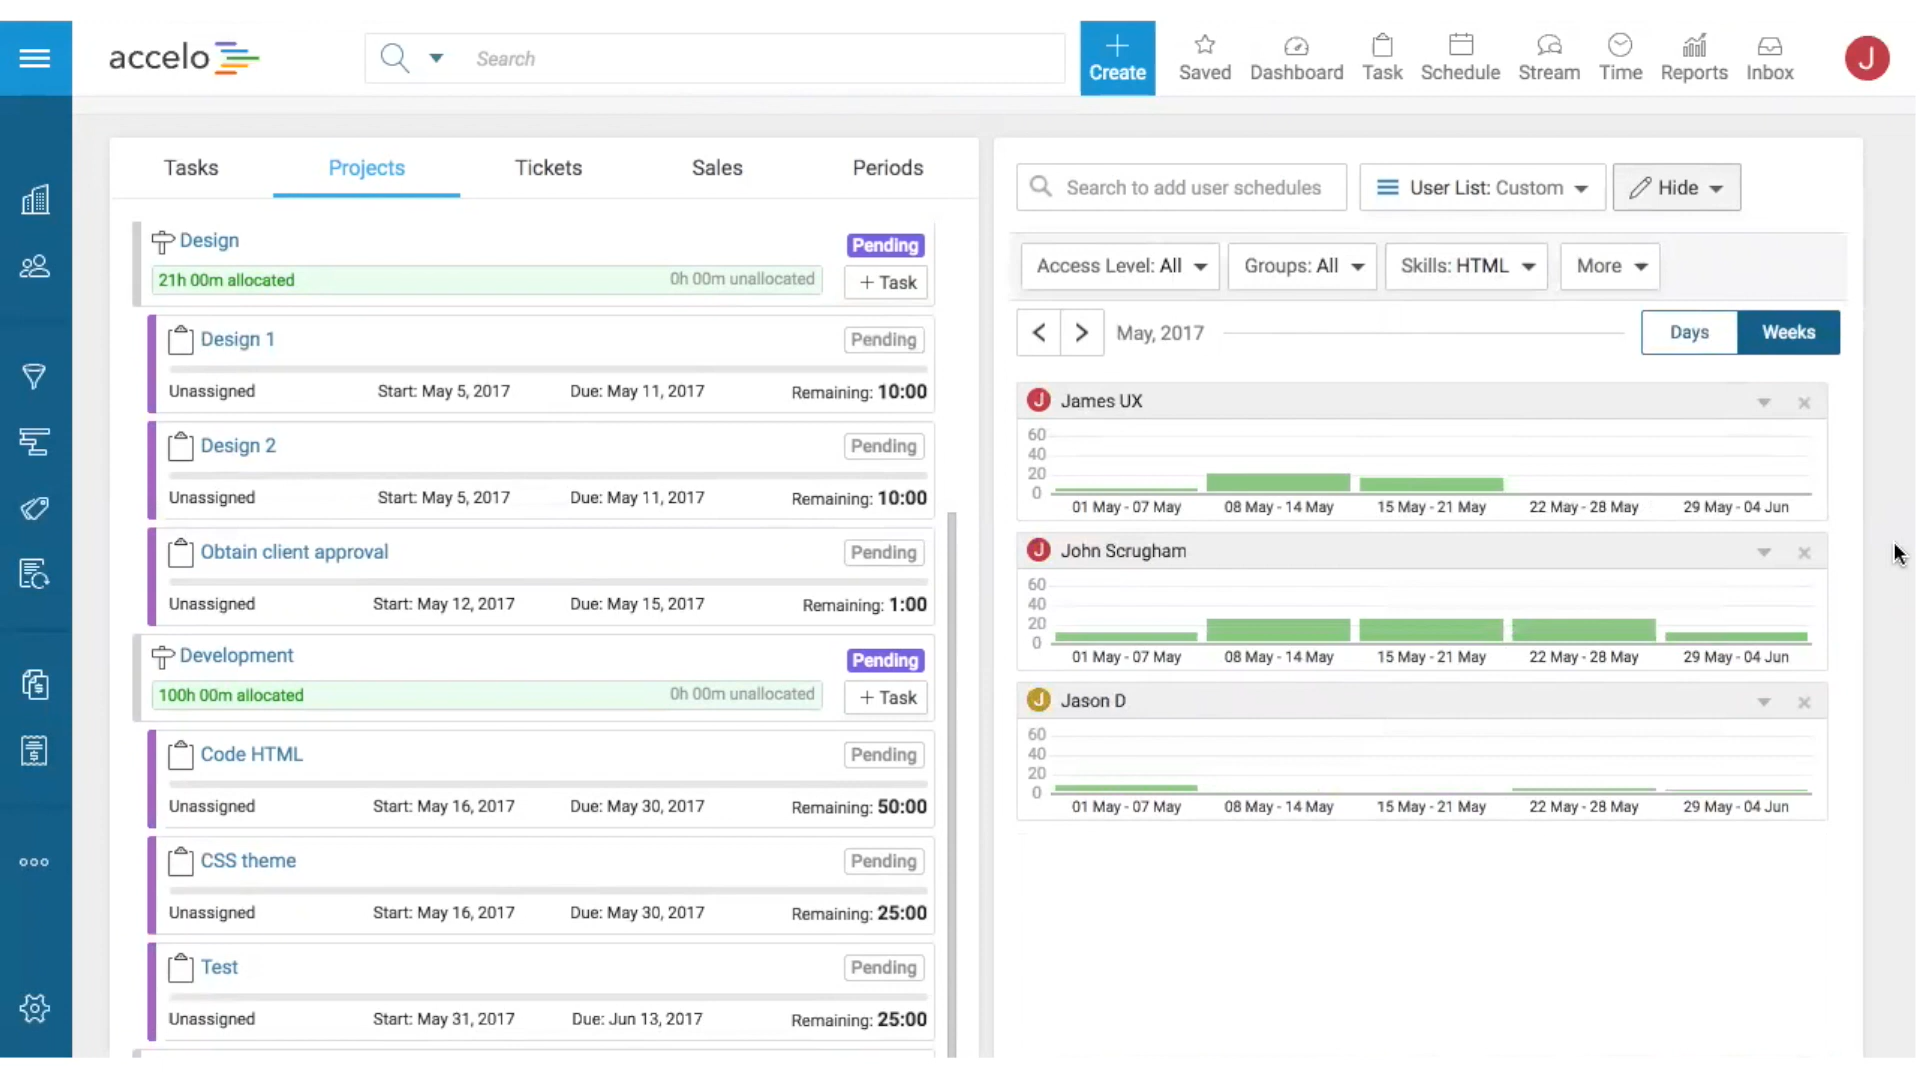 accelo
Search
Create
Saved
Dashboard
Task
Schedule
Stream
Time
Reports
Inbox
J
Tasks
Projects
Tickets
Sales
Periods
Design
Pending
21h 00m allocated
0h 00m unallocated
+ Task
Design 1
Pending
Unassigned
Start: May 5, 2017
Due: May 11, 2017
Remaining: 10:00
Design 2
Pending
Unassigned
Start: May 5, 2017
Due: May 11, 2017
Remaining: 10:00
Obtain client approval
Pending
Unassigned
Start: May 12, 2017
Due: May 15, 2017
Remaining: 1:00
Development
Pending
100h 00m allocated
0h 00m unallocated
+ Task
Code HTML
Pending
Unassigned
Start: May 16, 2017
Due: May 30, 2017
Remaining: 50:00
CSS theme
Pending
Unassigned
Start: May 16, 2017
Due: May 30, 2017
Remaining: 25:00
Test
Pending
Unassigned
Start: May 31, 2017
Due: Jun 13, 2017
Remaining: 25:00
Search to add user schedules
User List: Custom
Hide
Access Level: All
Groups: All
Skills: HTML
More
May, 2017
Days
Weeks
J James UX
60
40
20
0
01 May - 07 May
08 May - 14 May
15 May - 21 May
22 May - 28 May
29 May - 04 Jun
J John Scrugham
60
40
20
0
01 May - 07 May
08 May - 14 May
15 May - 21 May
22 May - 28 May
29 May - 04 Jun
J Jason D
60
40
20
0
01 May - 07 May
08 May - 14 May
15 May - 21 May
22 May - 28 May
29 May - 04 Jun